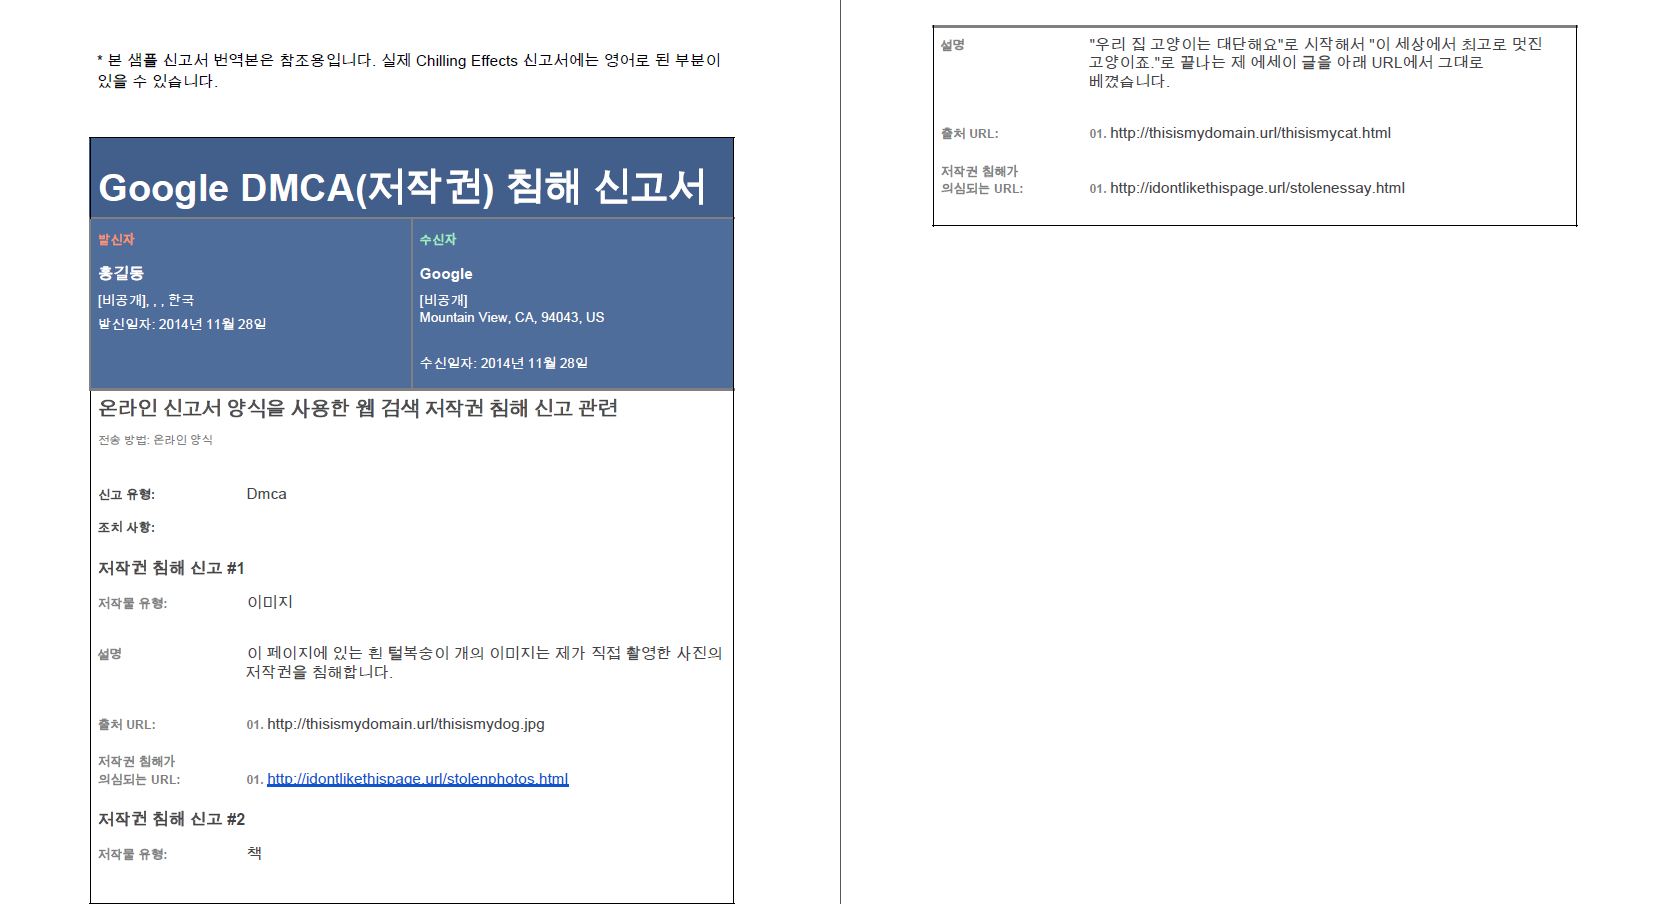 * 본 샘플 신고서 번역본은 참조용입니다. 실제 Chilling Effects 신고서에는 영어로 된 부분이
있을 수 있습니다.
Google DMCA(저작권) 침해 신고서
발신자
홍길동
[비공개], , , 한국
발신일자: 2014년 11월 28일
수신자
Google
[비공개]
Mountain View, CA, 94043, US
수신일자: 2014년 11월 28일
온라인 신고서 양식을 사용한 웹 검색 저작권 침해 신고 관련
전송 방법: 온라인 양식
신고 유형: Dmca
조치 사항:
저작권 침해 신고 #1
저작물 유형: 이미지
설명 이 페이지에 있는 흰 털복숭이 개의 이미지는 제가 직접 촬영한 사진의
저작권을 침해합니다.
출처 URL: 01. http://thisismydomain.url/thisismydog.jpg
저작권 침해가
의심되는 URL: 01. http://idontlikethispage.url/stolenphotos.html
저작권 침해 신고 #2
저작물 유형: 책
설명 "우리 집 고양이는 대단해요"로 시작해서 "이 세상에서 최고로 멋진
고양이죠."로 끝나는 제 에세이 글을 아래 URL에서 그대로
베꼈습니다.
출처 URL: 01. http://thisismydomain.url/thisismycat.html
저작권 침해가
의심되는 URL: 01. http://idontlikethispage.url/stolenessay.html